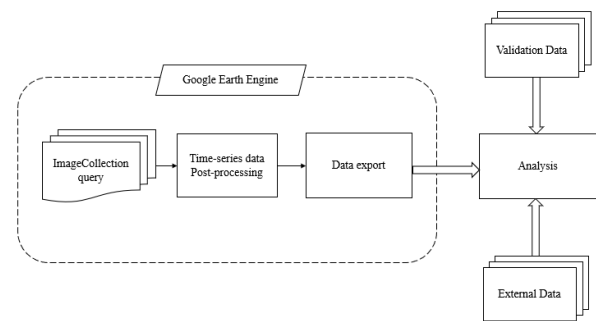 Validation Data
Google Earth Engine
ImageCollection
query
Time-series data
Post-processing
Data export
Analysis
External Data